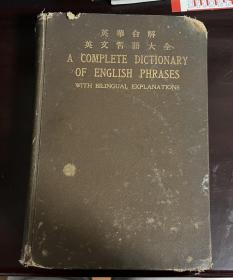 英華合解
英文習語大全
A COMPLETE DICTIONARY
OF ENGLISH PHRASES
WITH BILINGUAL EXPLANATIONS